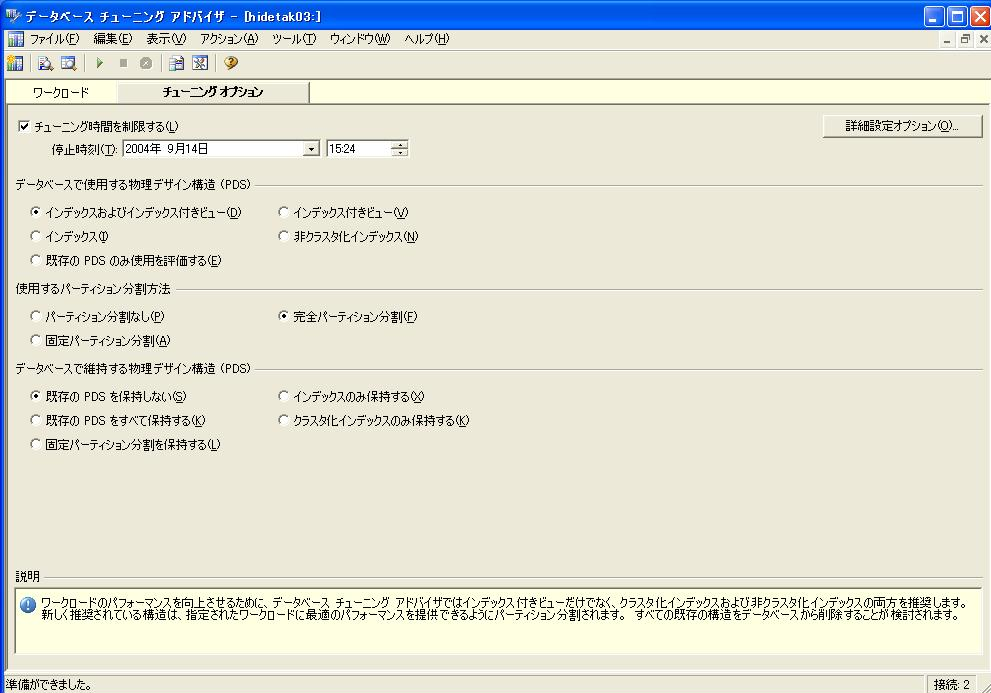 データベース チューニング アドバイザ - [hidetak03:]
ファイル(F) 編集(E) 表示(V) アクション(A) ツール(T) ウィンドウ(W) ヘルプ(H)
ワークロード チューニング オプション
チューニング時間を制限する(L) 詳細設定オプション(O)...
停止時刻(T): 2004年 9月14日 15:24
データベースで使用する物理デザイン構造 (PDS)
インデックスおよびインデックス付きビュー(D) インデックス付きビュー(V)
インデックス(I) 非クラスタ化インデックス(N)
既存の PDS のみ使用を評価する(E)
使用するパーティション分割方法
パーティション分割なし(P) 完全パーティション分割(F)
固定パーティション分割(A)
データベースで維持する物理デザイン構造 (PDS)
既存の PDS を保持しない(S) インデックスのみ保持する(X)
既存の PDS をすべて保持する(K) クラスタ化インデックスのみ保持する(K)
固定パーティション分割を保持する(L)
説明
ワークロードのパフォーマンスを向上させるために、データベース チューニング アドバイザではインデックス付きビューだけでなく、クラスタ化インデックスおよび非クラスタ化インデックスの両方を推奨します。
新しく推奨されている構造は、指定されたワークロードに最適のパフォーマンスを提供できるようにパーティション分割されます。 すべての既存の構造をデータベースから削除することが検討されます。
準備ができました。 接続: 2